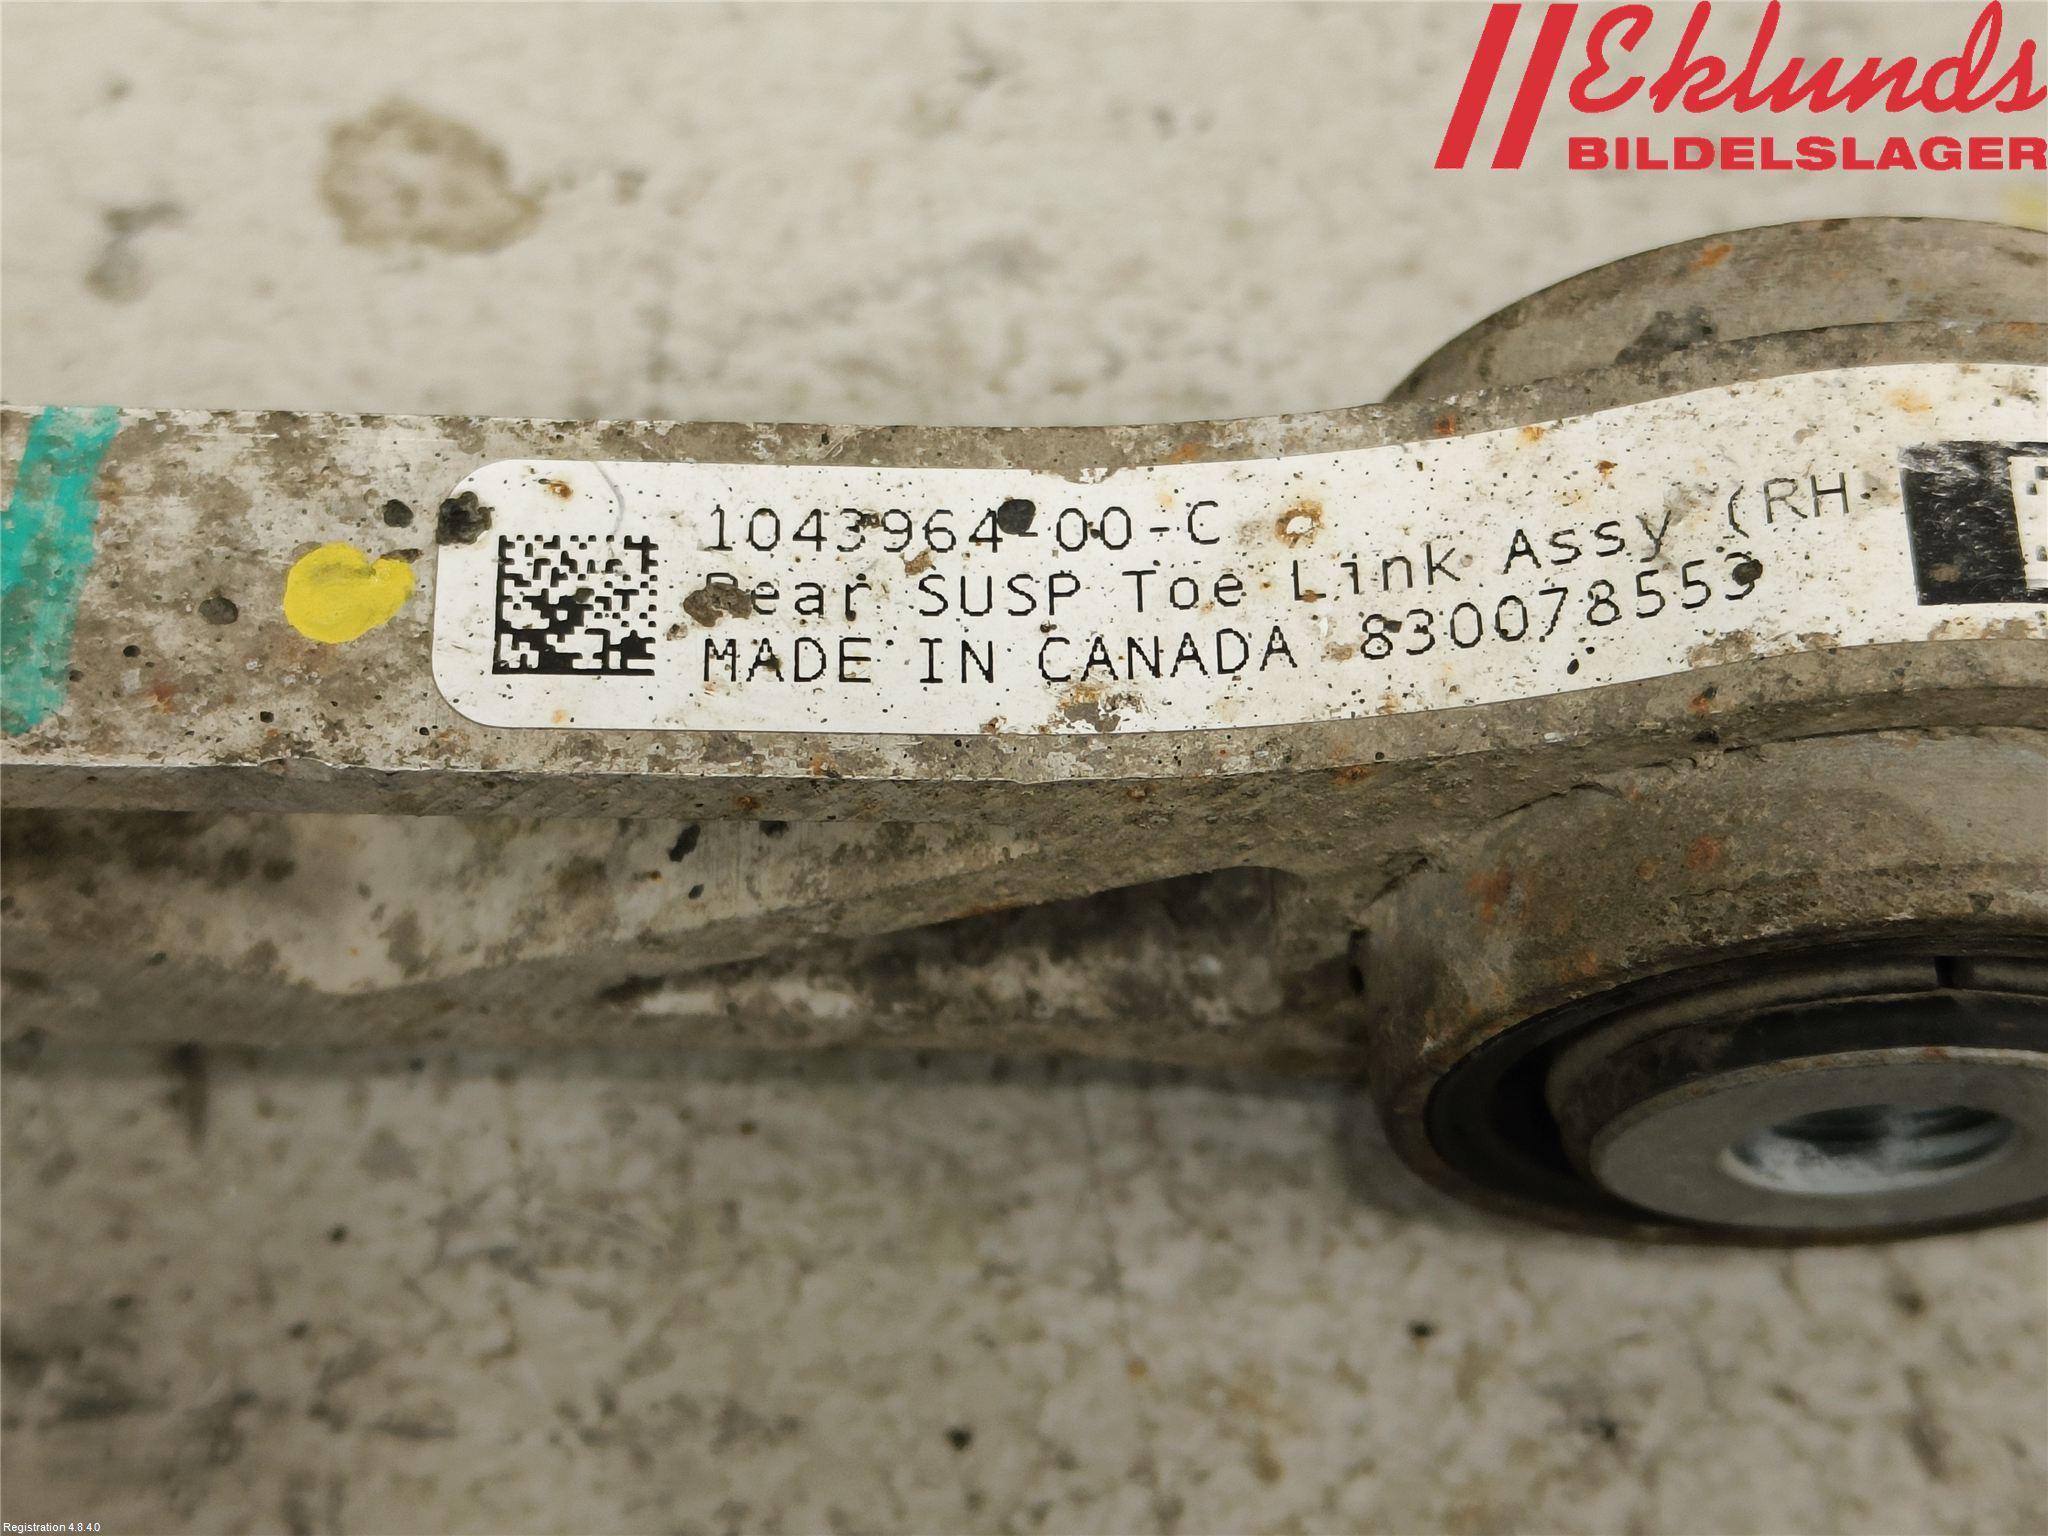 Eklunds
BILDELSLAGER
1043964-00-C
Rear SUSP Toe Link Assy (RH
MADE IN CANADA 830078553
Registration 4.8.4.0